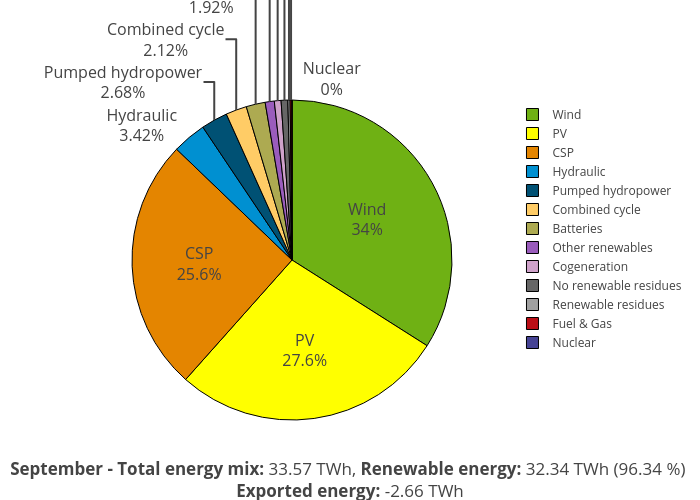 1.92%
Combined cycle
2.12%
Pumped hydropower
2.68%
Hydraulic
3.42%
Nuclear
0%
Wind
34%
CSP
25.6%
PV
27.6%
Wind
PV
CSP
Hydraulic
Pumped hydropower
Combined cycle
Batteries
Other renewables
Cogeneration
No renewable residues
Renewable residues
Fuel & Gas
Nuclear
September - Total energy mix: 33.57 TWh, Renewable energy: 32.34 TWh (96.34 %)
Exported energy: -2.66 TWh